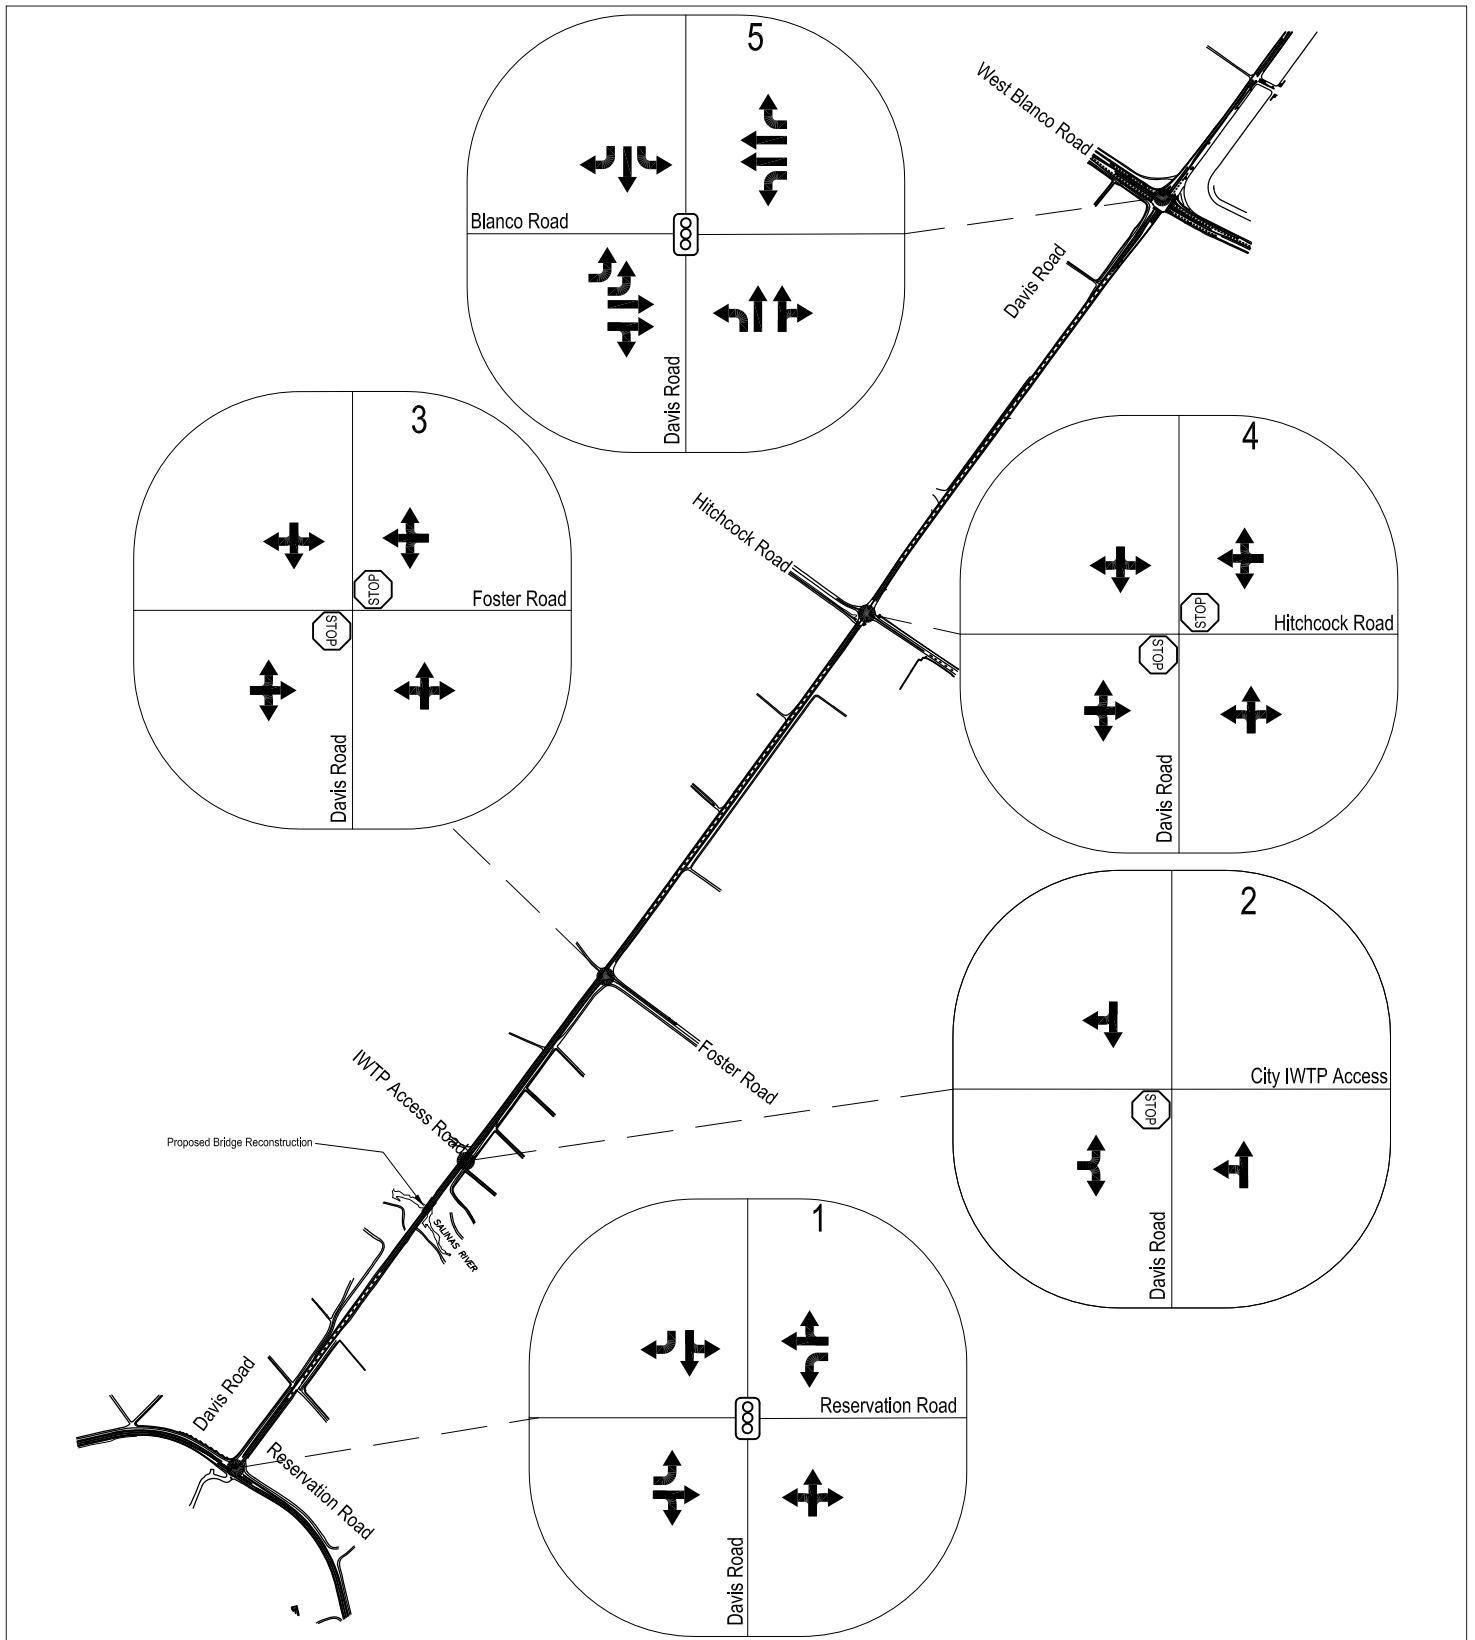 5
West Blanco Road
Blanco Road
Davis Road
Davis Road
3
4
Hitchcock Road
STOP
Foster Road
STOP
Davis Road
STOP
Hitchcock Road
STOP
Davis Road
2
Foster Road
IWTP Access Road
City IWTP Access
STOP
Davis Road
Proposed Bridge Reconstruction
SALINAS RIVER
1
Davis Road
Reservation Road
Reservation Road
Davis Road